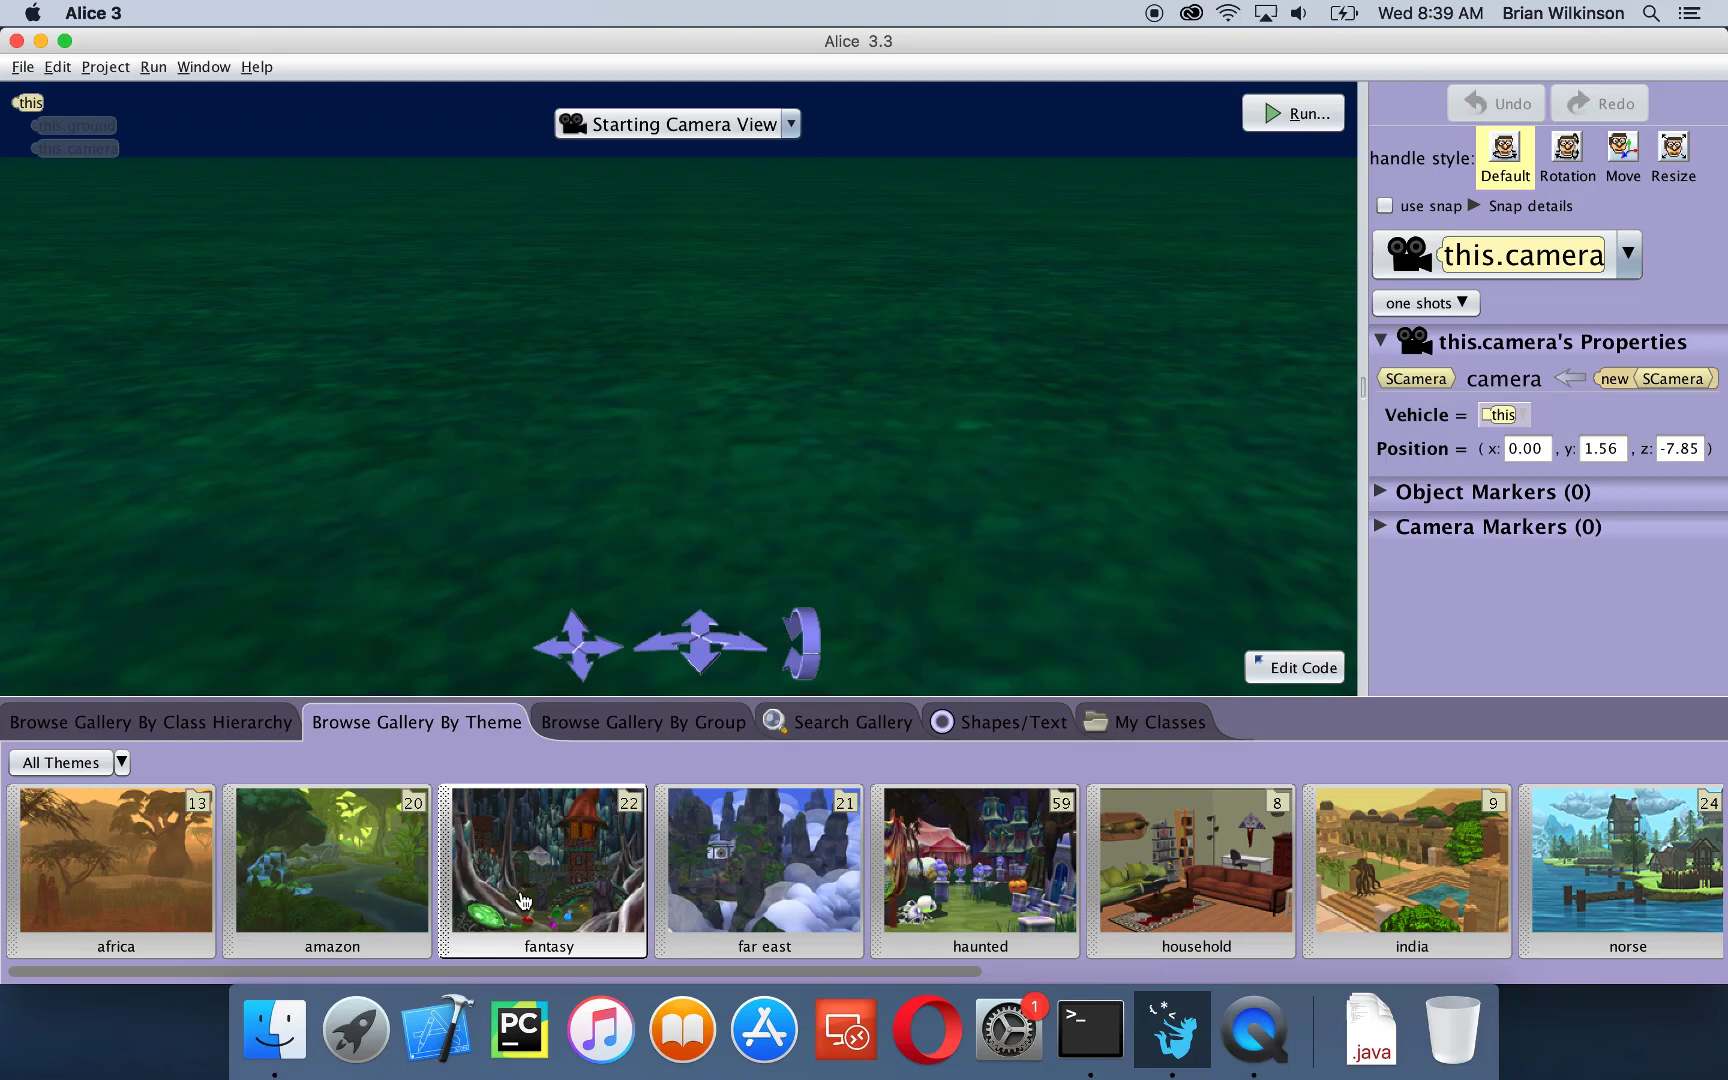 Alice 3
Wed 8:39 AM
Brian Wilkinson
Alice 3.3
File Edit Project Run Window Help
this
this.ground
this.camera
Starting Camera View
Run...
Undo
Redo
handle style:
Default
Rotation
Move
Resize
use snap
Snap details
this.camera
one shots
this.camera's Properties
SCamera camera new SCamera
Vehicle = this
Position = ( x: 0.00 , y: 1.56 , z: -7.85 )
Object Markers (0)
Camera Markers (0)
Edit Code
Browse Gallery By Class Hierarchy
Browse Gallery By Theme
Browse Gallery By Group
Search Gallery
Shapes/Text
My Classes
All Themes
13
20
22
21
59
8
9
24
africa
amazon
fantasy
far east
haunted
household
india
norse
PC
1
>_
.java